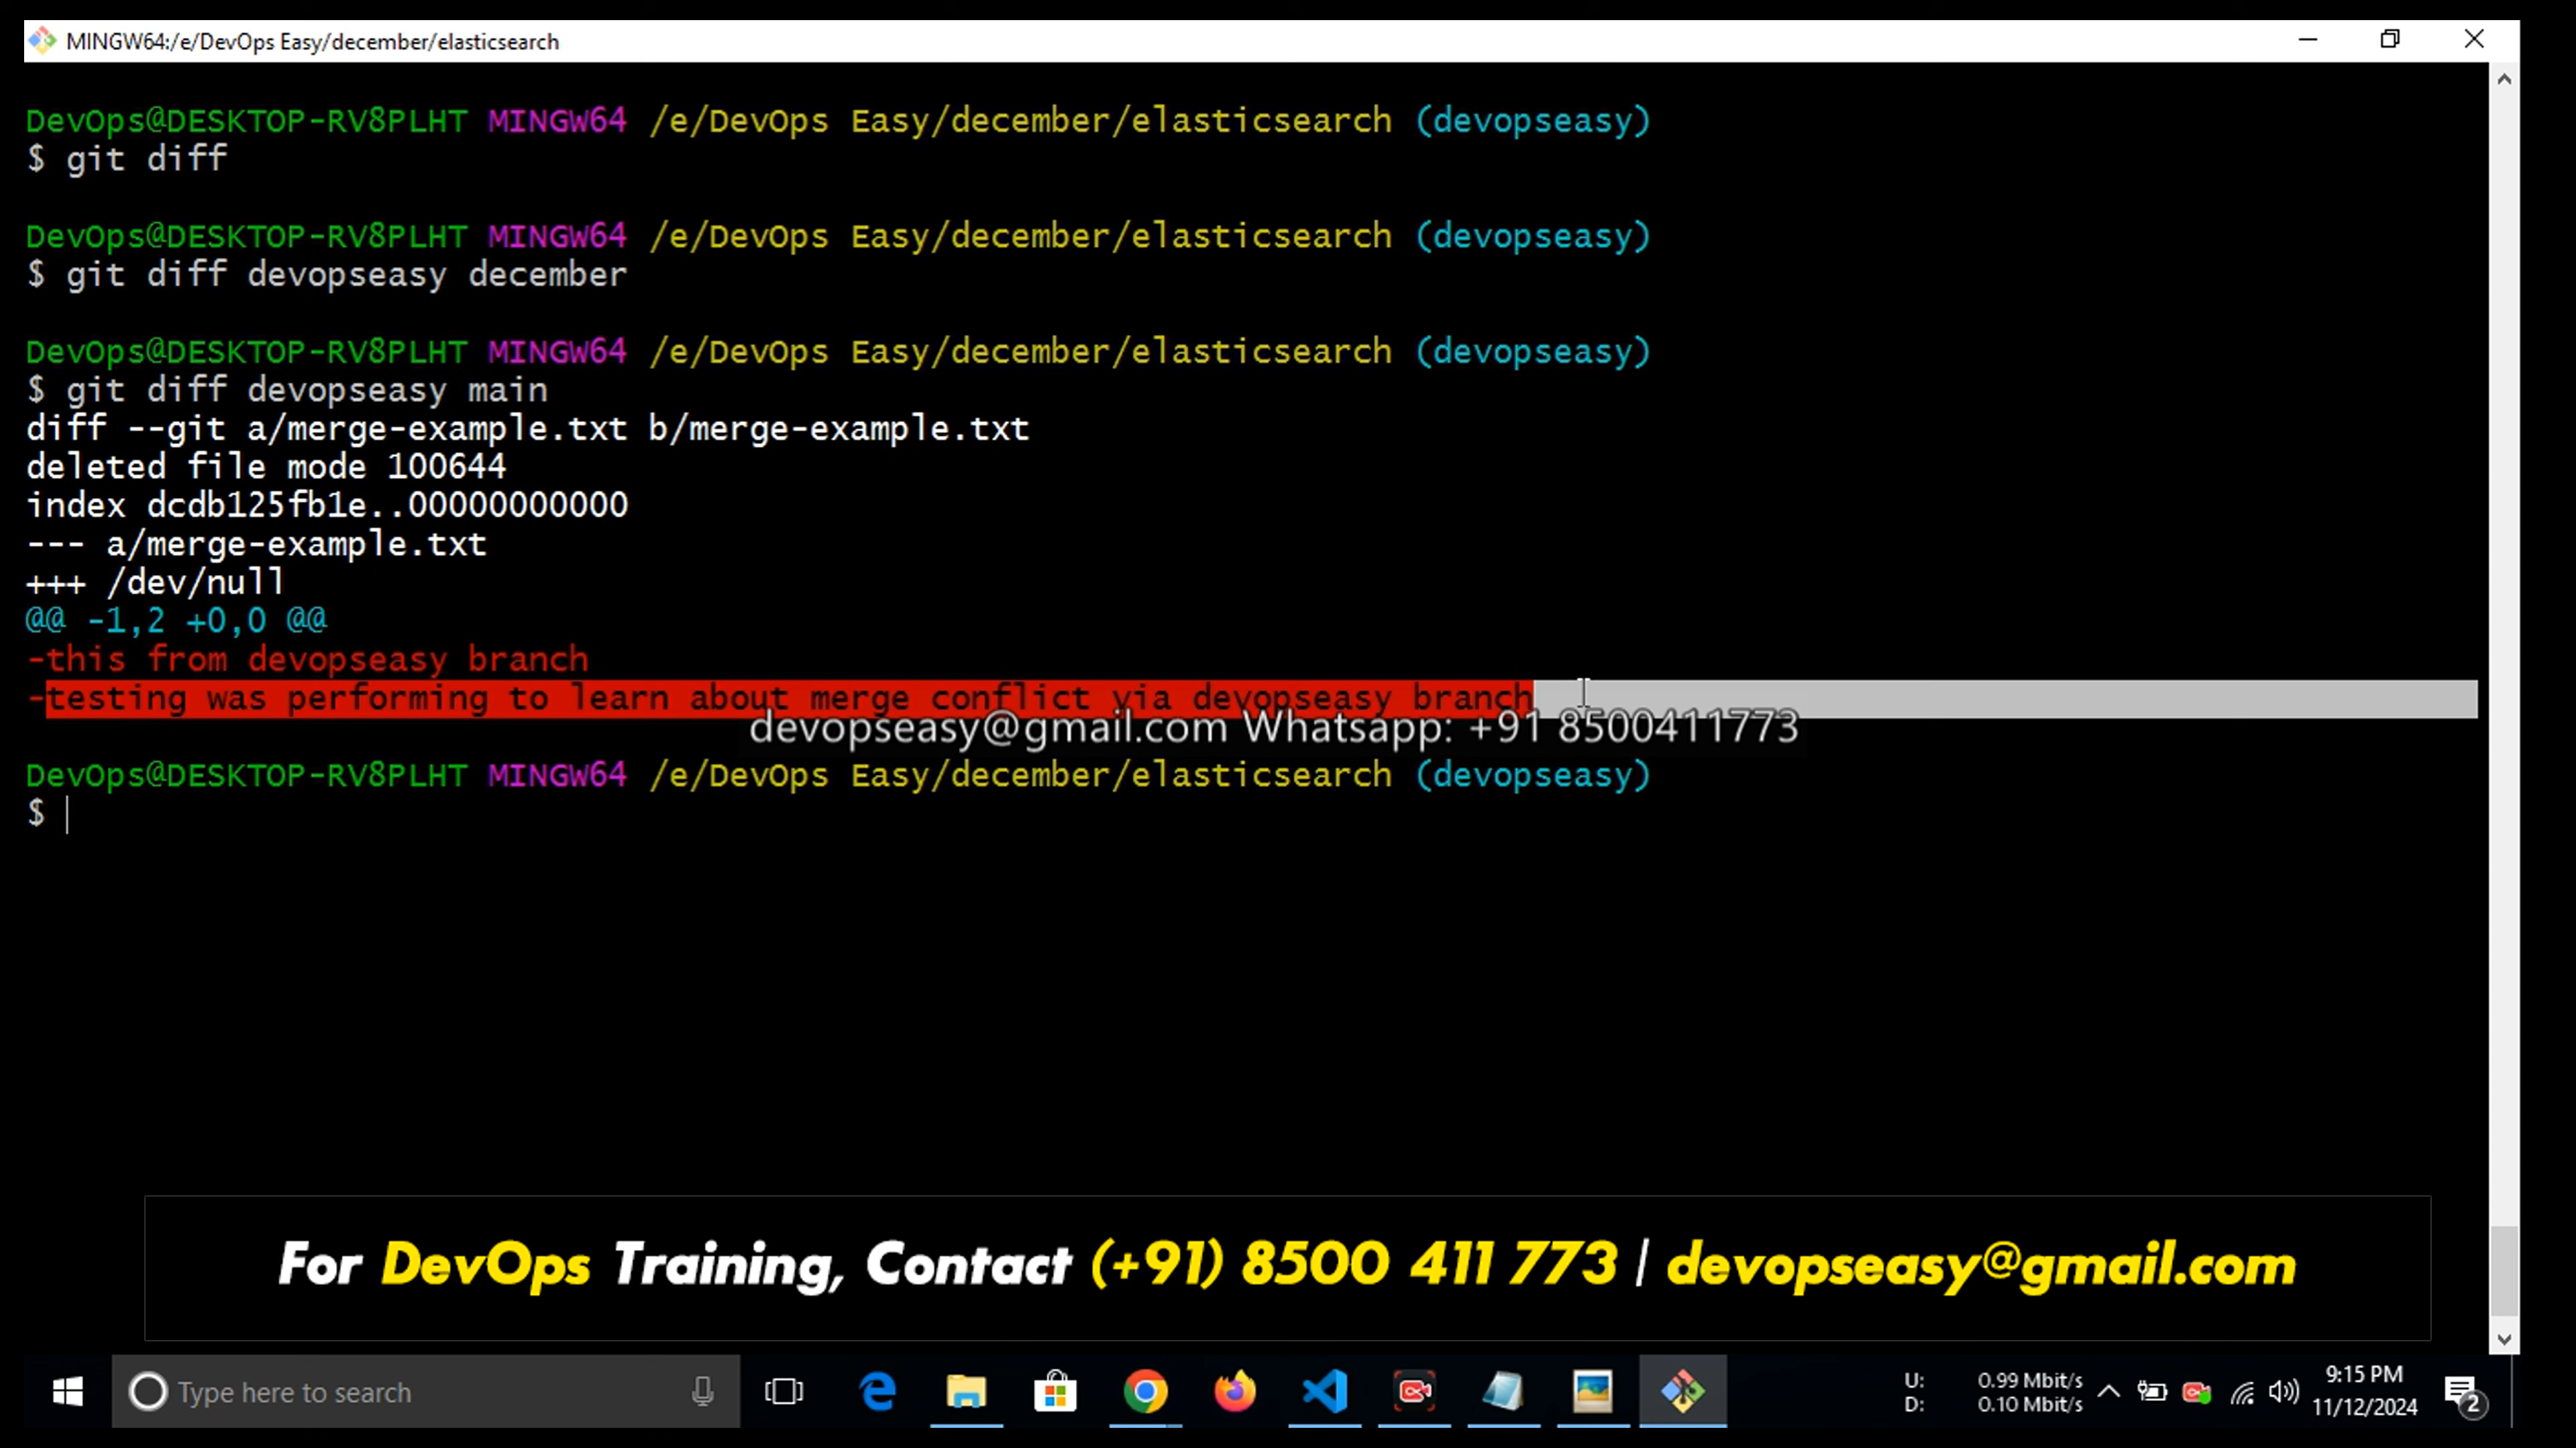 MINGW64:/e/DevOps Easy/december/elasticsearch
DevOps@DESKTOP-RV8PLHT MINGW64 /e/DevOps Easy/december/elasticsearch (devopseasy)
$ git diff
DevOps@DESKTOP-RV8PLHT MINGW64 /e/DevOps Easy/december/elasticsearch (devopseasy)
$ git diff devopseasy december
DevOps@DESKTOP-RV8PLHT MINGW64 /e/DevOps Easy/december/elasticsearch (devopseasy)
$ git diff devopseasy main
diff --git a/merge-example.txt b/merge-example.txt
deleted file mode 100644
index dcdb125fb1e..00000000000
--- a/merge-example.txt
+++ /dev/null
@@ -1,2 +0,0 @@
-this from devopseasy branch
-testing was performing to learn about merge conflict via devopseasy branch
devopseasy@gmail.com Whatsapp: +91 8500411773
DevOps@DESKTOP-RV8PLHT MINGW64 /e/DevOps Easy/december/elasticsearch (devopseasy)
$
For DevOps Training, Contact (+91) 8500 411 773 | devopseasy@gmail.com
Type here to search
U: 0.99 Mbit/s
D: 0.10 Mbit/s
9:15 PM
11/12/2024
2